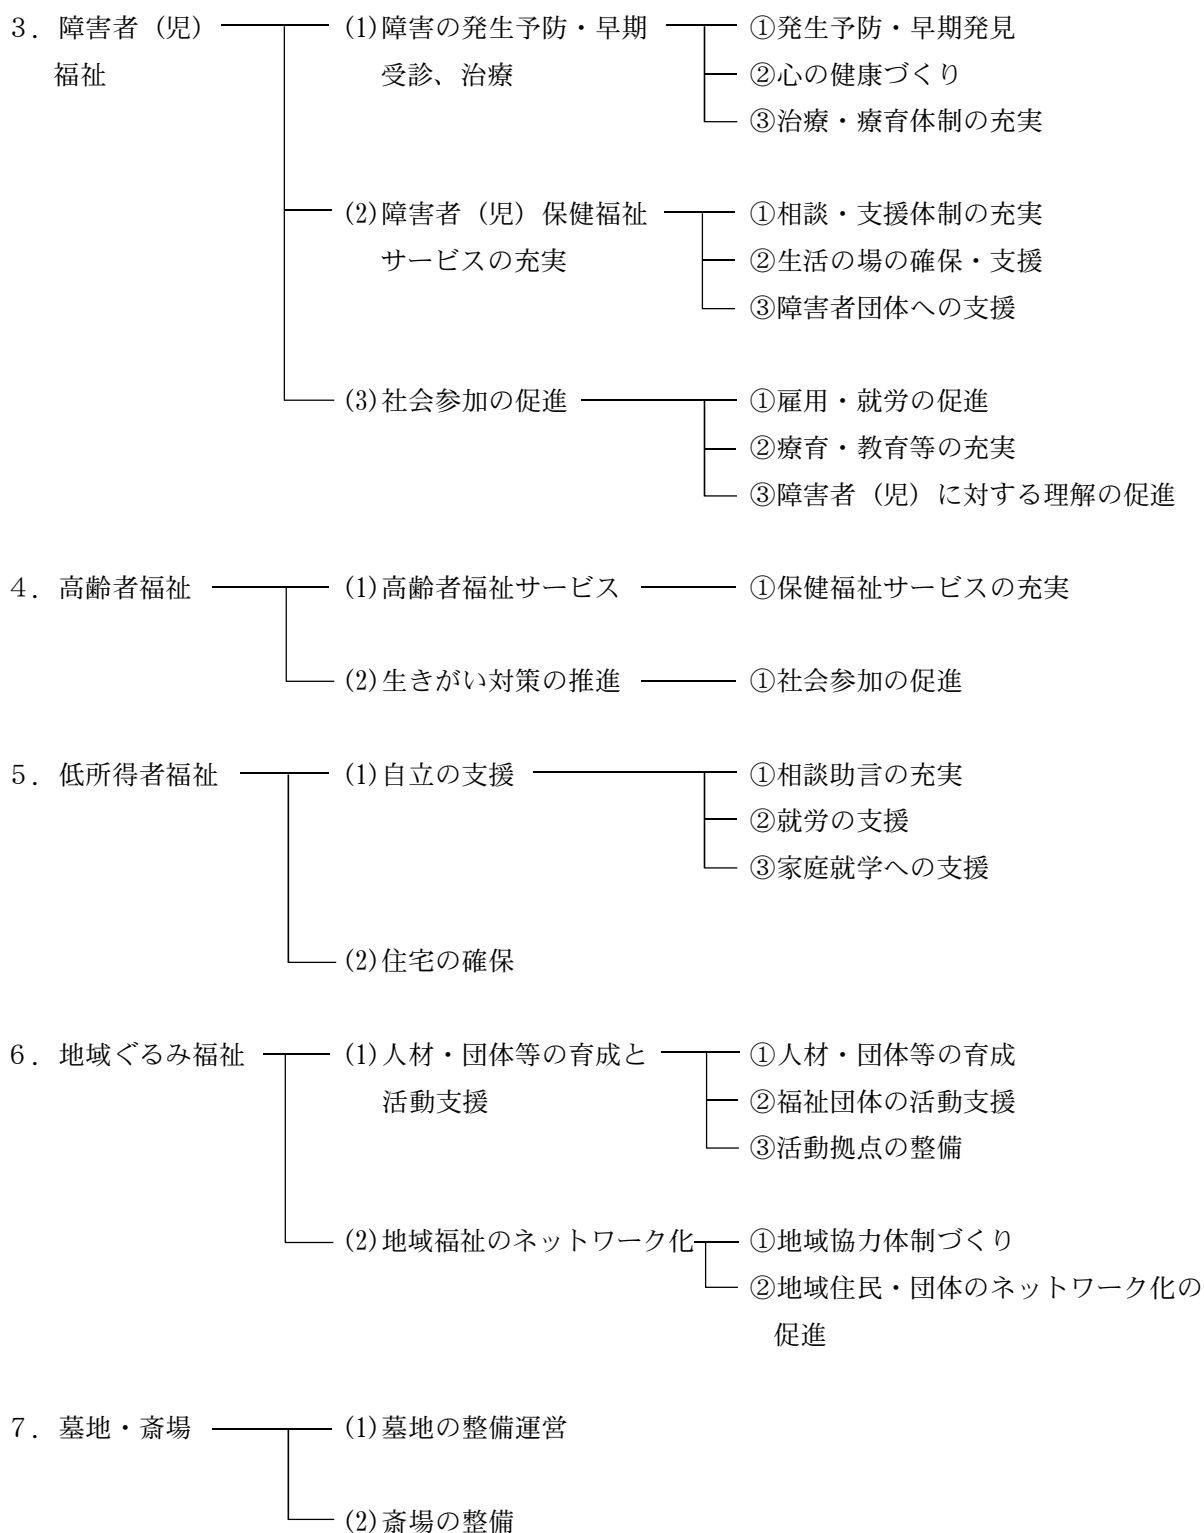 3．障害者（児） (1)障害の発生予防・早期 ①発生予防・早期発見
福祉 受診、治療 ②心の健康づくり
③治療・療育体制の充実
(2)障害者（児）保健福祉 ①相談・支援体制の充実
サービスの充実 ②生活の場の確保・支援
③障害者団体への支援
(3)社会参加の促進 ①雇用・就労の促進
②療育・教育等の充実
③障害者（児）に対する理解の促進
4．高齢者福祉 (1)高齢者福祉サービス ①保健福祉サービスの充実
(2)生きがい対策の推進 ①社会参加の促進
5．低所得者福祉 (1)自立の支援 ①相談助言の充実
②就労の支援
③家庭就学への支援
(2)住宅の確保
6．地域ぐるみ福祉 (1)人材・団体等の育成と ①人材・団体等の育成
活動支援 ②福祉団体の活動支援
③活動拠点の整備
(2)地域福祉のネットワーク化 ①地域協力体制づくり
②地域住民・団体のネットワーク化の
促進
7．墓地・斎場 (1)墓地の整備運営
(2)斎場の整備